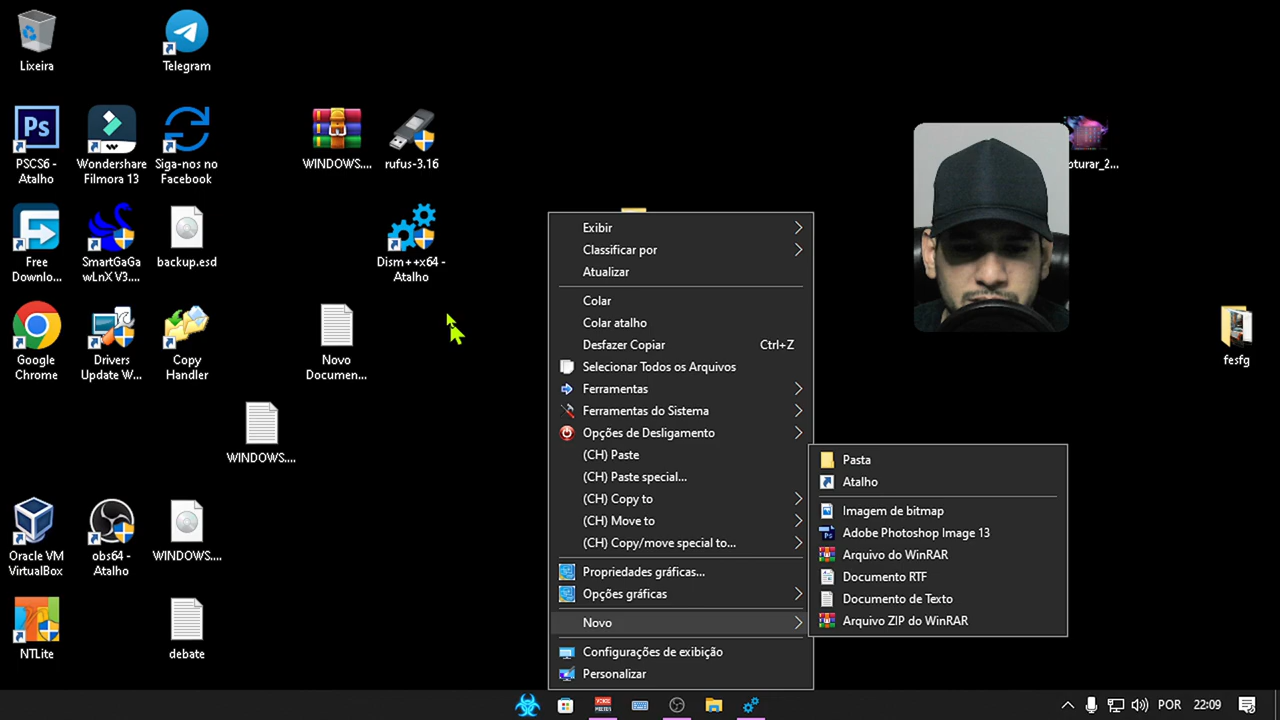 Lixeira
Telegram
Ps
PSCS6 -
Atalho
Wondershare
Filmora 13
Siga-nos no
Facebook
WINDOWS....
rufus-3.16
pturar_2...
Free
Downlo...
SmartGaGa
wLnX V3....
backup.esd
Dism++x64 -
Atalho
Google
Chrome
Drivers
Update W...
Copy
Handler
Novo
Documen...
fesfg
WINDOWS....
Oracle VM
VirtualBox
obs64 -
Atalho
WINDOWS....
NTLite
debate
Exibir
Classificar por
Atualizar
Colar
Colar atalho
Desfazer Copiar Ctrl+Z
Selecionar Todos os Arquivos
Ferramentas
Ferramentas do Sistema
Opções de Desligamento
(CH) Paste
(CH) Paste special...
(CH) Copy to
(CH) Move to
(CH) Copy/move special to...
Propriedades gráficas...
Opções gráficas
Novo
Configurações de exibição
Personalizar
Pasta
Atalho
Imagem de bitmap
Adobe Photoshop Image 13
Arquivo do WinRAR
Documento RTF
Documento de Texto
Arquivo ZIP do WinRAR
POR
22:09